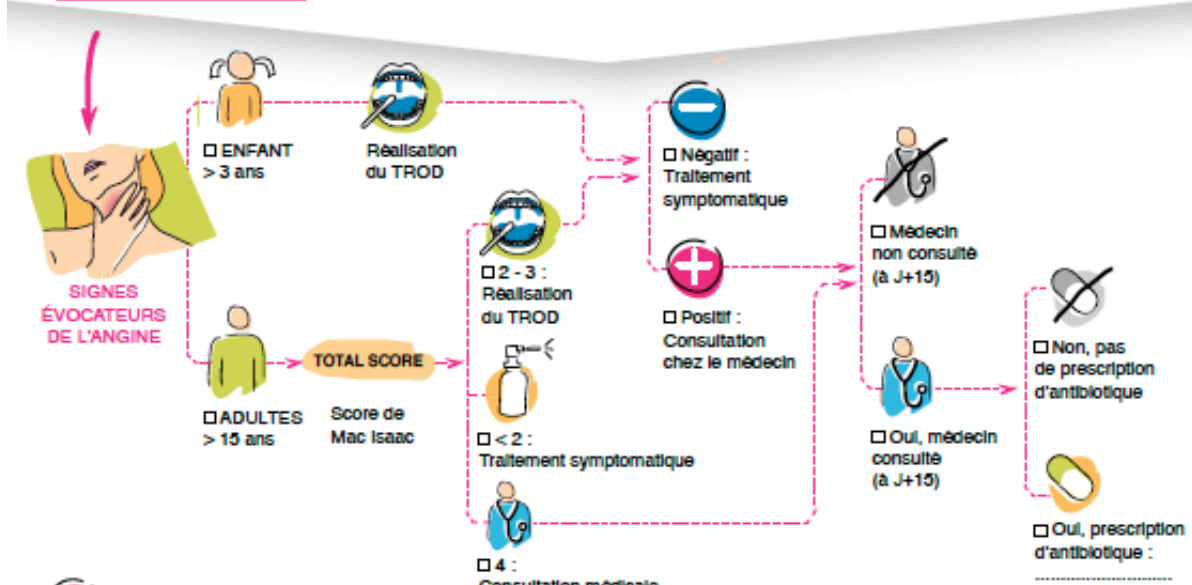 ENFANT
> 3 ans
Réalisation
du TROD
Négatif :
Traitement
symptomatique
2 - 3 :
Réalisation
du TROD
Médecin
non consulté
(à J+15)
SIGNES
ÉVOCATEURS
DE L'ANGINE
Positif :
Consultation
chez le médecin
TOTAL SCORE
Non, pas
de prescription
d'antibiotique
ADULTES
> 15 ans
Score de
Mac Isaac
< 2 :
Traitement symptomatique
Oui, médecin
consulté
(à J+15)
Oui, prescription
d'antibiotique :
4 :
Consultation médicale